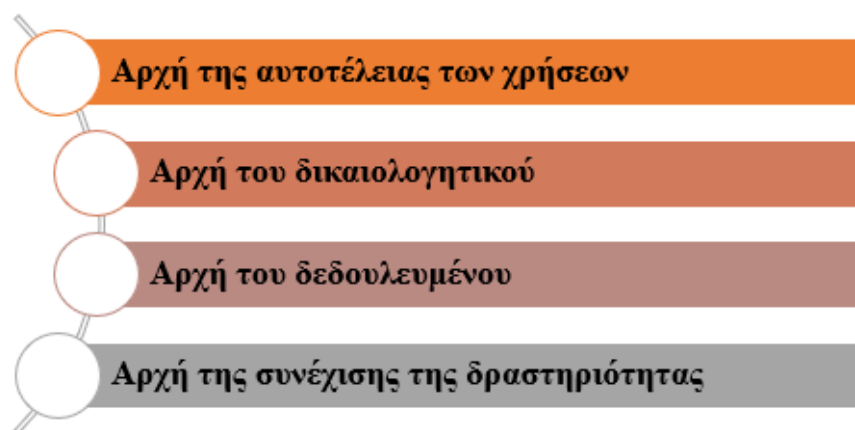 Αρχή της αυτοτέλειας των χρήσεων
Αρχή του δικαιολογητικού
Αρχή του δεδουλευμένου
Αρχή της συνέχισης της δραστηριότητας